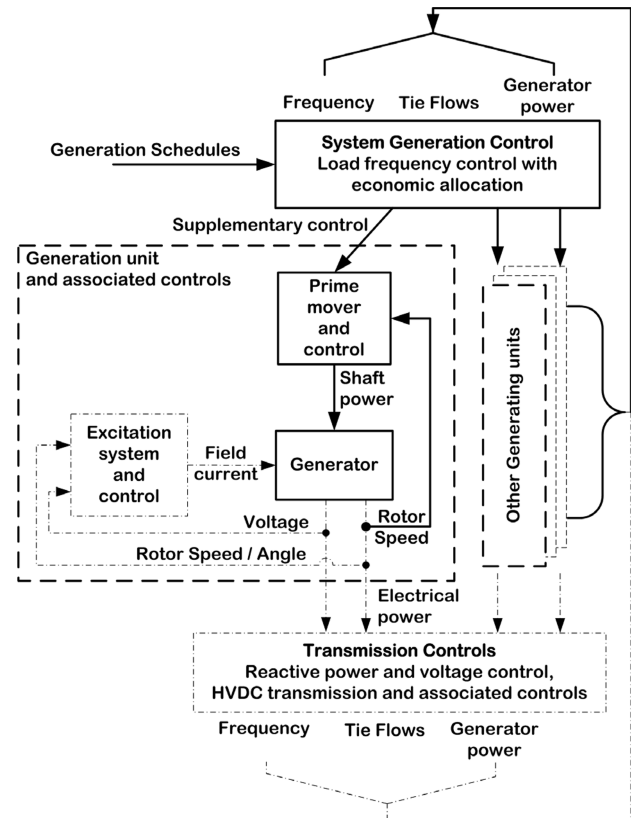 Frequency
Tie Flows
Generator
power
System Generation Control
Load frequency control with
economic allocation
Generation Schedules
Supplementary control
Generation unit
and associated controls
Prime
mover
and
control
Shaft
power
Excitation
system
and
control
Field
current
Generator
Voltage
Rotor
Speed
Rotor Speed / Angle
Other Generating units
Electrical
power
Transmission Controls
Reactive power and voltage control,
HVDC transmission and associated controls
Frequency
Tie Flows
Generator
power